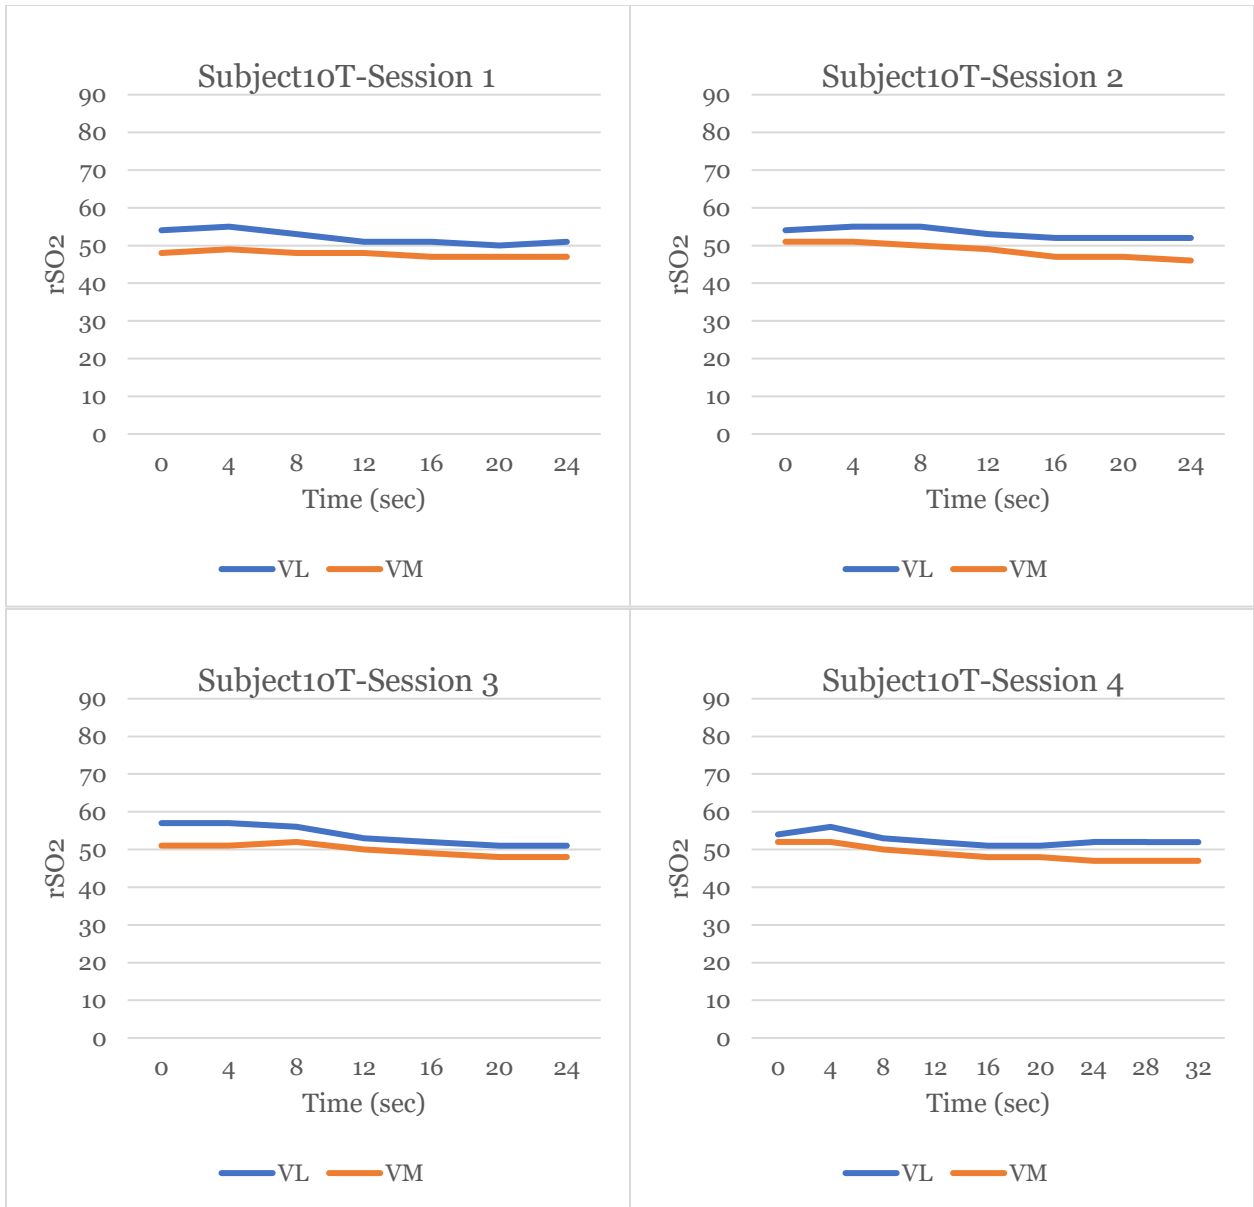 Subject10T-Session 1
90
80
70
60
50
40
30
20
10
0
rSO2
0 4 8 12 16 20 24
Time (sec)
VL VM
Subject10T-Session 2
90
80
70
60
50
40
30
20
10
0
rSO2
0 4 8 12 16 20 24
Time (sec)
VL VM
Subject10T-Session 3
90
80
70
60
50
40
30
20
10
0
rSO2
0 4 8 12 16 20 24
Time (sec)
VL VM
Subject10T-Session 4
90
80
70
60
50
40
30
20
10
0
rSO2
0 4 8 12 16 20 24 28 32
Time (sec)
VL VM